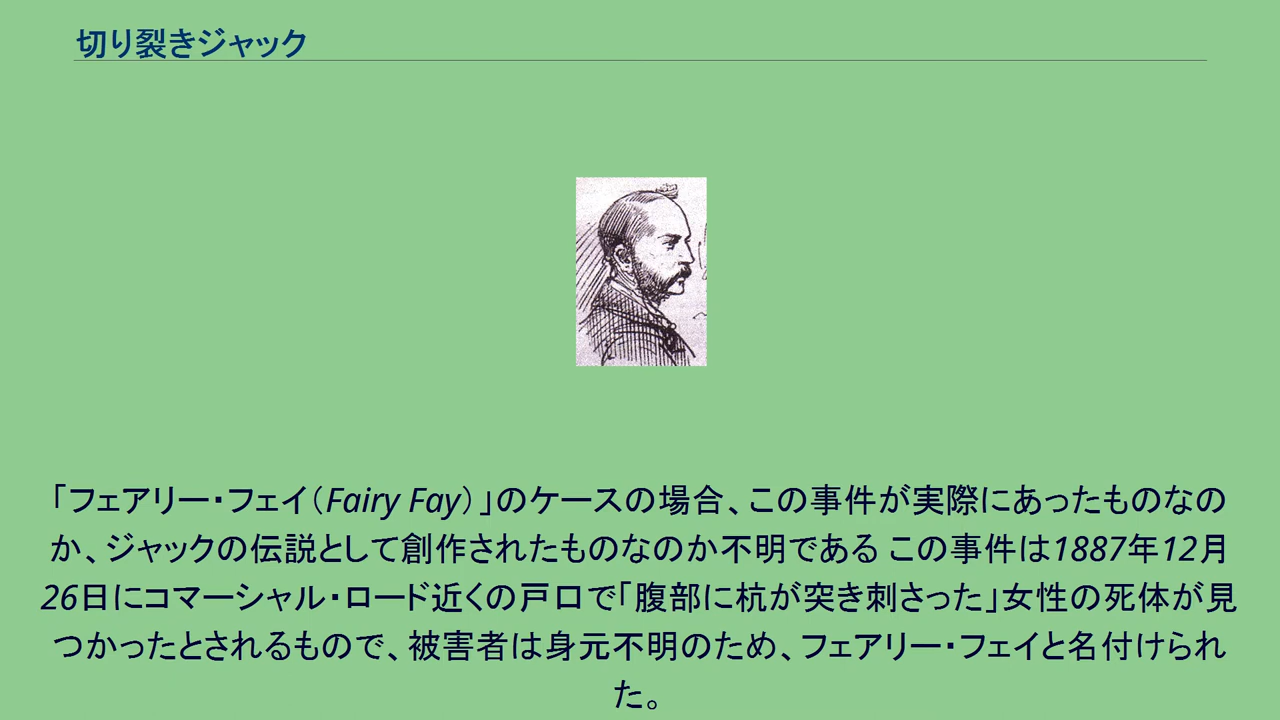 切り裂きジャック
「フェアリー・フェイ（Fairy Fay）」のケースの場合、この事件が実際にあったものなの
か、ジャックの伝説として創作されたものなのか不明である この事件は1887年12月
26日にコマーシャル・ロード近くの戸口で「腹部に杭が突き刺さった」女性の死体が見
つかったとされるもので、被害者は身元不明のため、フェアリー・フェイと名付けられ
た。